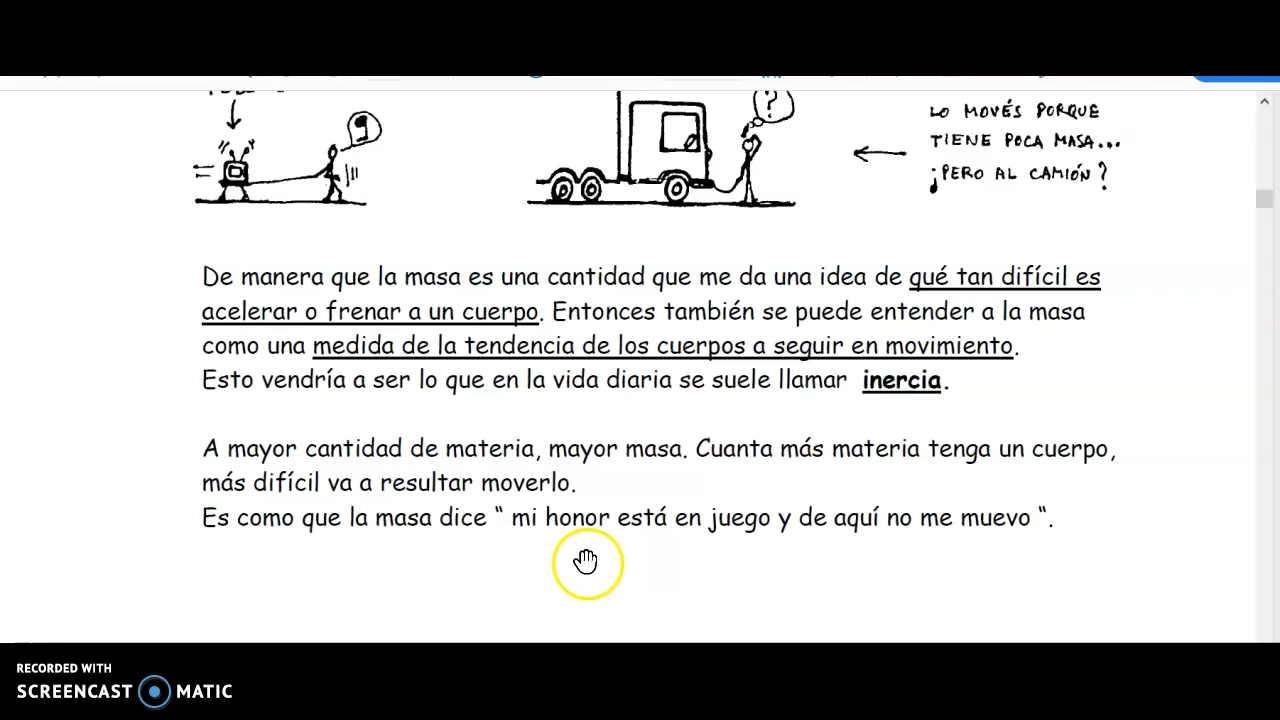 LO MOVÉS PORQUE
TIENE POCA MASA...
¿PERO AL CAMIÓN?
?
De manera que la masa es una cantidad que me da una idea de qué tan difícil es
acelerar o frenar a un cuerpo. Entonces también se puede entender a la masa
como una medida de la tendencia de los cuerpos a seguir en movimiento.
Esto vendría a ser lo que en la vida diaria se suele llamar inercia.
A mayor cantidad de materia, mayor masa. Cuanta más materia tenga un cuerpo,
más difícil va a resultar moverlo.
Es como que la masa dice “ mi honor está en juego y de aquí no me muevo “.
RECORDED WITH
SCREENCAST MATIC